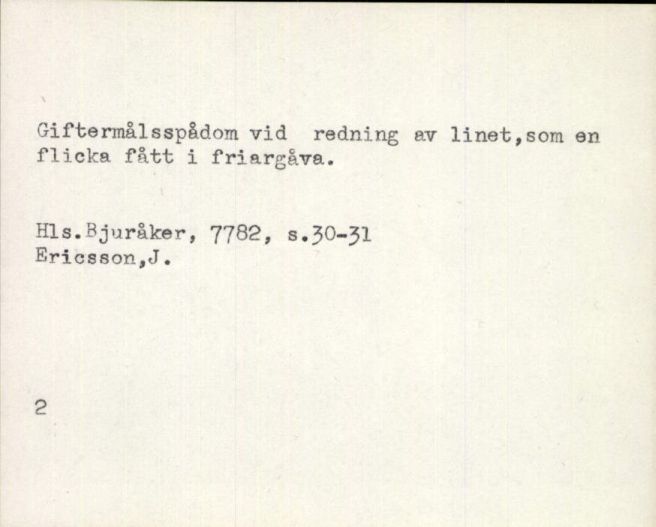 Giftermålsspådom vid redning av linet,som en
flicka fått i friargåva.
Hls.Bjuråker, 7782, s.30-31
Ericsson,J.
2